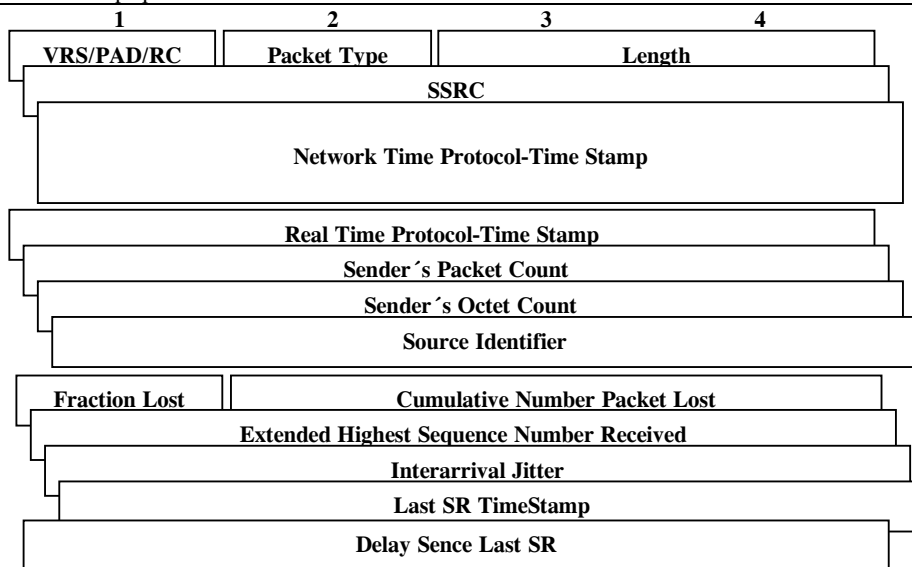 1 2 3 4
VRS/PAD/RC Packet Type Length
SSRC
Network Time Protocol-Time Stamp
Real Time Protocol-Time Stamp
Sender´s Packet Count
Sender´s Octet Count
Source Identifier
Fraction Lost Cumulative Number Packet Lost
Extended Highest Sequence Number Received
Interarrival Jitter
Last SR TimeStamp
Delay Sence Last SR